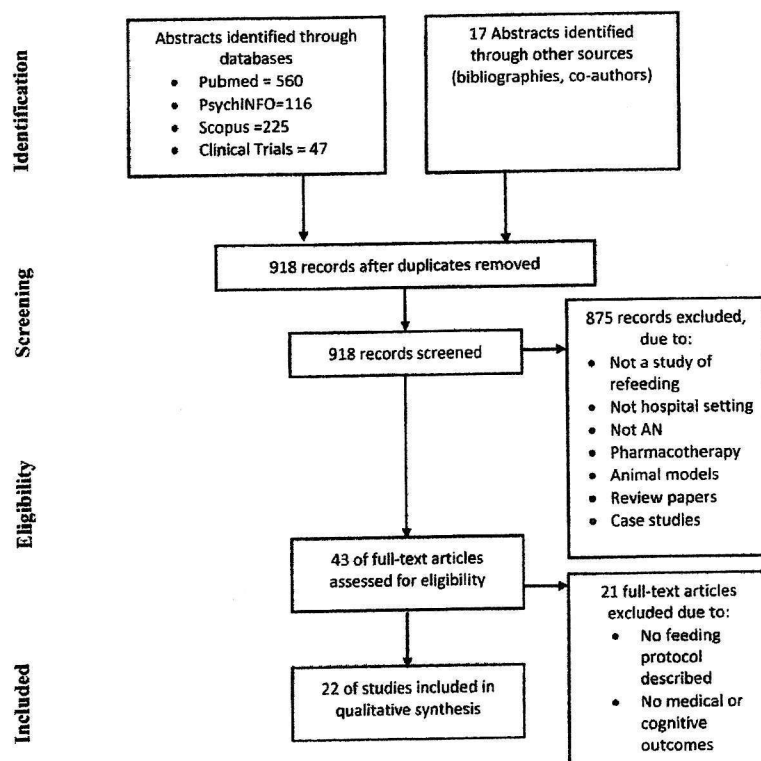 Identification
Abstracts identified through
databases
• Pubmed = 560
• PsychINFO=116
• Scopus =225
• Clinical Trials = 47
17 Abstracts identified
through other sources
(bibliographies, co-authors)
Screening
918 records after duplicates removed
918 records screened
875 records excluded,
due to:
• Not a study of
refeeding
• Not hospital setting
• Not AN
• Pharmacotherapy
• Animal models
• Review papers
• Case studies
Eligibility
43 of full-text articles
assessed for eligibility
21 full-text articles
excluded due to:
• No feeding
protocol
described
• No medical or
cognitive
outcomes
Included
22 of studies included in
qualitative synthesis